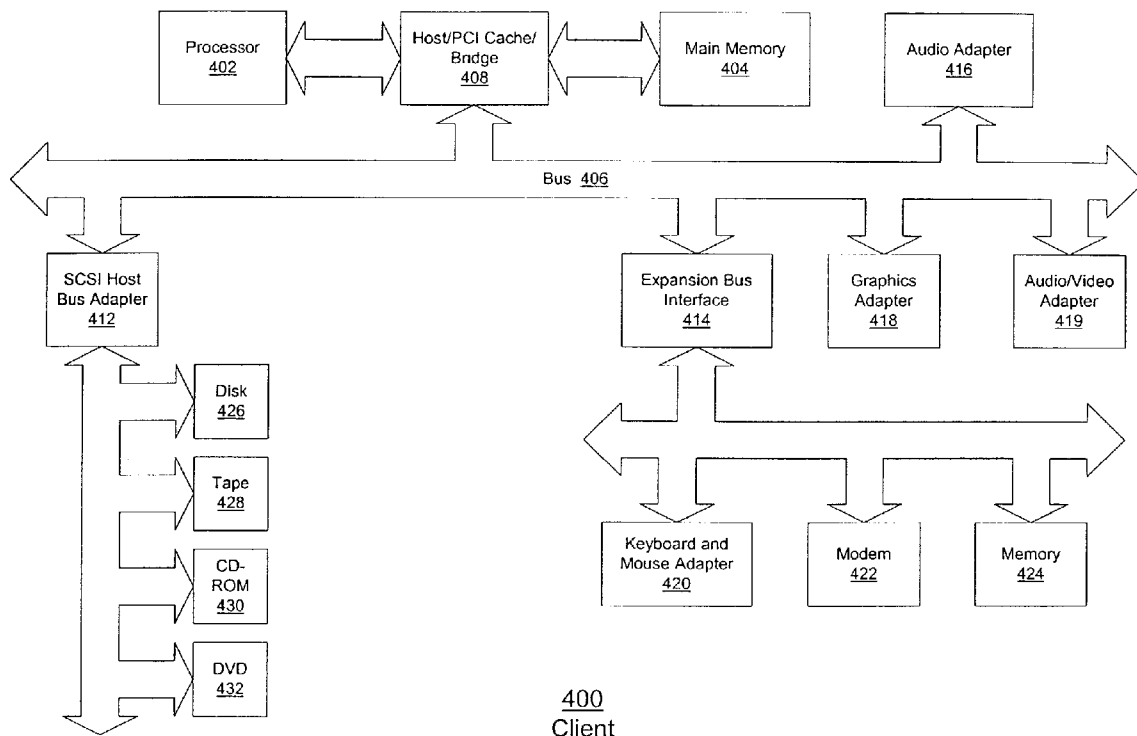 Processor
402
Host/PCI Cache/
Bridge
408
Main Memory
404
Audio Adapter
416
Bus 406
SCSI Host
Bus Adapter
412
Expansion Bus
Interface
414
Graphics
Adapter
418
Audio/Video
Adapter
419
Disk
426
Tape
428
CD-
ROM
430
DVD
432
Keyboard and
Mouse Adapter
420
Modem
422
Memory
424
400
Client